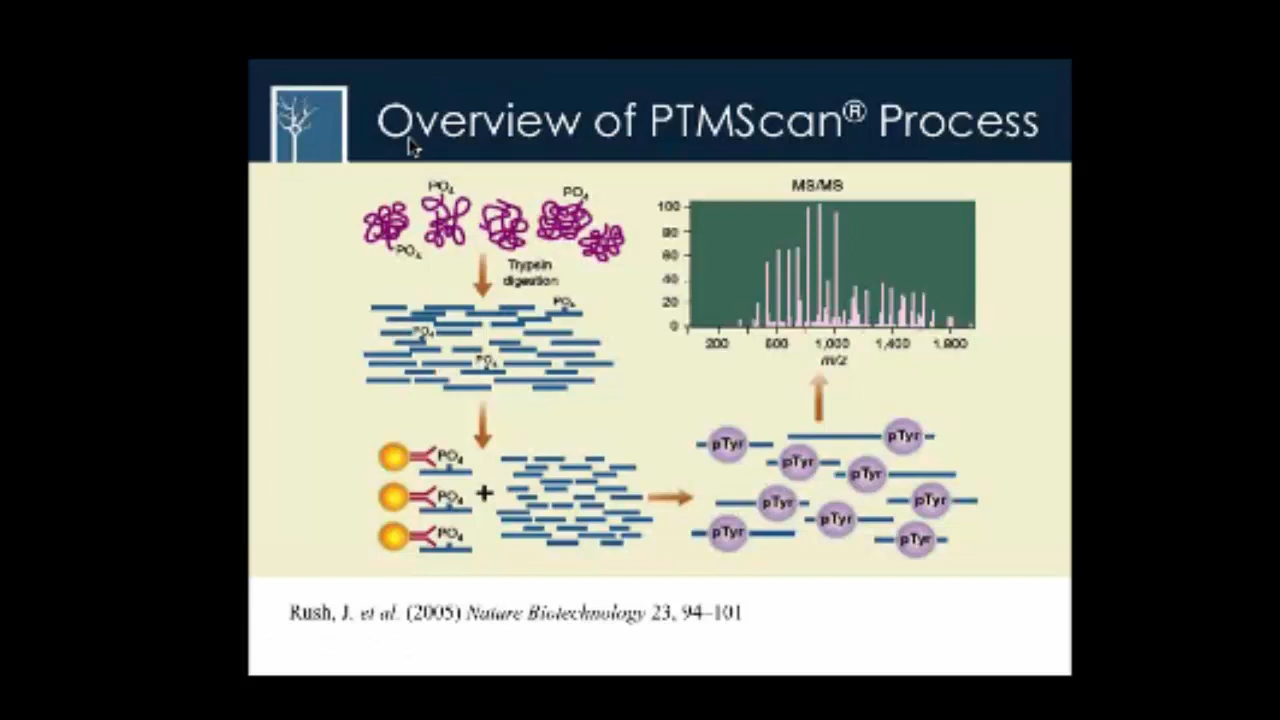 Overview of PTMScan® Process
PO4
PO4
PO4
Trypsin
digestion
PO4
PO4
PO4
PO4
PO4
PO4
+
MS/MS
100
80
60
40
20
0
200
600
1,000
1,400
1,800
m/z
pTyr
pTyr
pTyr
pTyr
pTyr
pTyr
pTyr
pTyr
pTyr
Rush, J. et al. (2005) Nature Biotechnology 23, 94–101